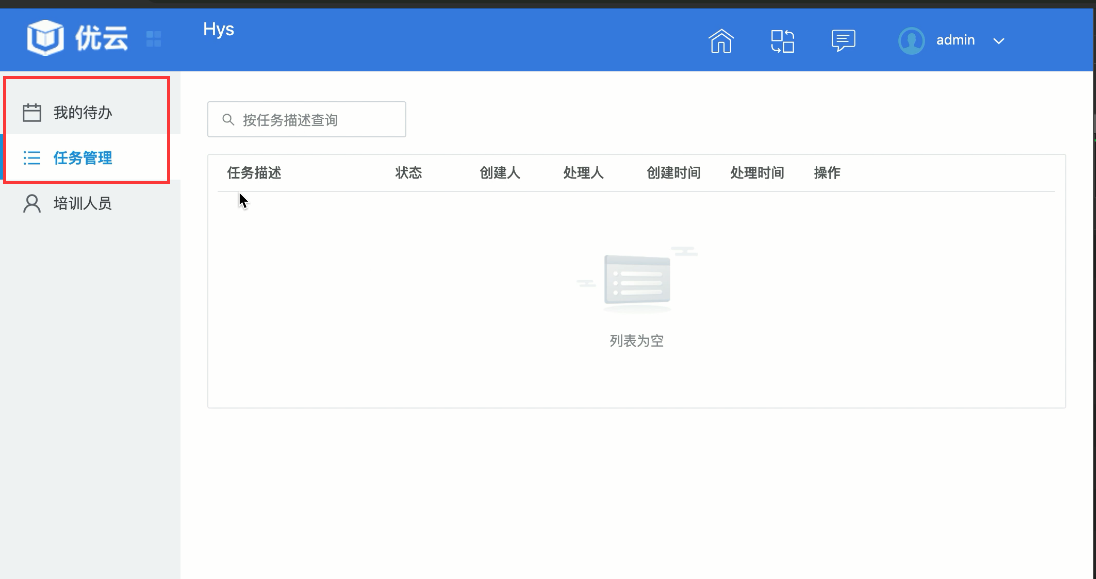 优云
Hys
admin
我的待办
任务管理
培训人员
按任务描述查询
任务描述 状态 创建人 处理人 创建时间 处理时间 操作
列表为空